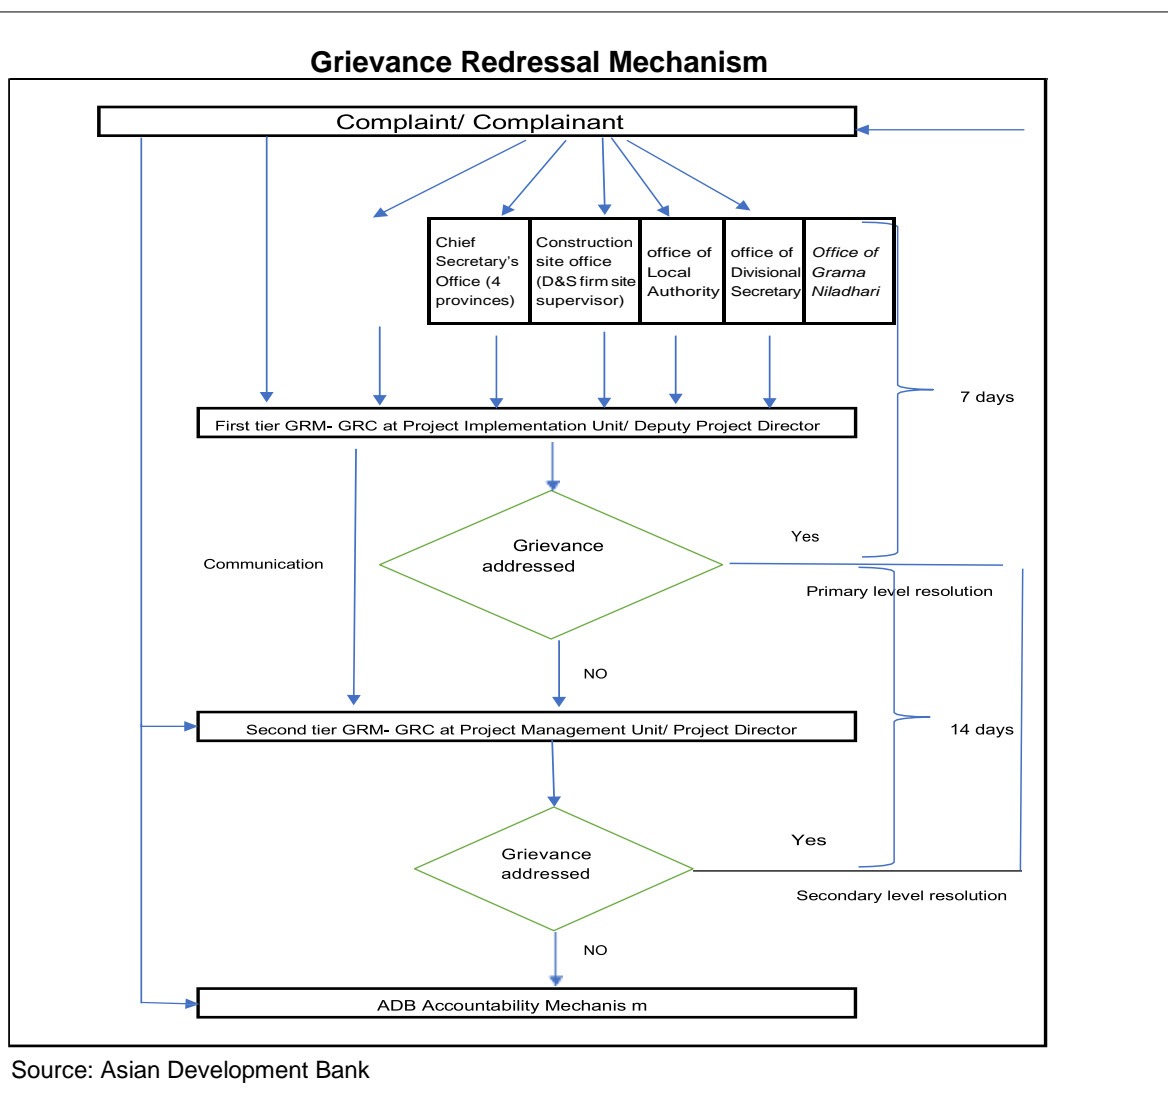 Grievance Redressal Mechanism
Complaint/ Complainant
Chief
Secretary's
Office (4
provinces)
Construction
site office
(D&S firm site
supervisor)
office of
Local
Authority
office of
Divisional
Secretary
Office of
Grama
Niladhari
7 days
First tier GRM- GRC at Project Implementation Unit/ Deputy Project Director
Grievance
addressed
Yes
Communication
Primary level resolution
NO
Second tier GRM- GRC at Project Management Unit/ Project Director
14 days
Grievance
addressed
Yes
Secondary level resolution
NO
ADB Accountability Mechanis m
Source: Asian Development Bank